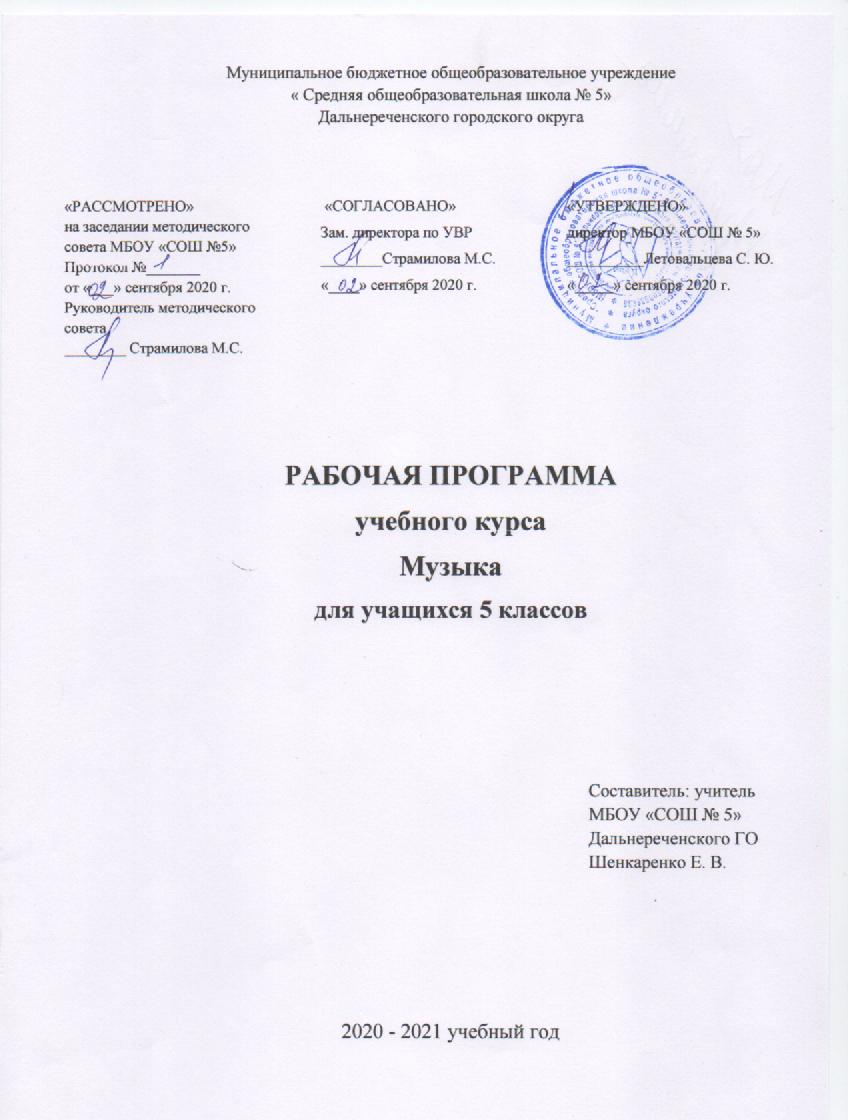 Муниципальное бюджетное общеобразовательное учреждение
« Средняя общеобразовательная школа № 5»
Дальнереченского городского округа
«РАССМОТРЕНО»
на заседании методического
совета МБОУ «СОШ №5»
Протокол № 1
от «02» сентября 2020 г.
Руководитель методического
совета
Страмилова М.С.
«СОГЛАСОВАНО»
Зам. директора по УВР
Страмилова М.С.
«02» сентября 2020 г.
«УТВЕРЖДЕНО»
директор МБОУ «СОШ № 5»
Летовальцева С. Ю.
«02» сентября 2020 г.
РАБОЧАЯ ПРОГРАММА
учебного курса
Музыка
для учащихся 5 классов
Составитель: учитель
МБОУ «СОШ № 5»
Дальнереченского ГО
Шенкаренко Е. В.
2020 - 2021 учебный год